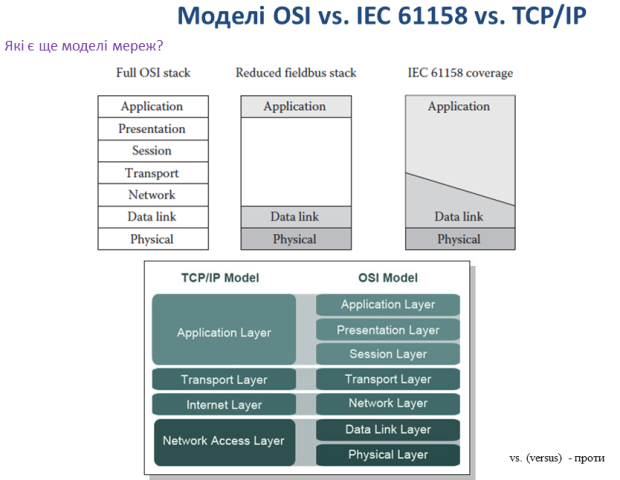 Моделі OSI vs. IEC 61158 vs. TCP/IP
Які є ще моделі мереж?
Full OSI stack
Application
Presentation
Session
Transport
Network
Data link
Physical
Reduced fieldbus stack
Application
Data link
Physical
IEC 61158 coverage
Application
Data link
Physical
TCP/IP Model
Application Layer
Transport Layer
Internet Layer
Network Access Layer
OSI Model
Application Layer
Presentation Layer
Session Layer
Transport Layer
Network Layer
Data Link Layer
Physical Layer
vs. (versus) - проти